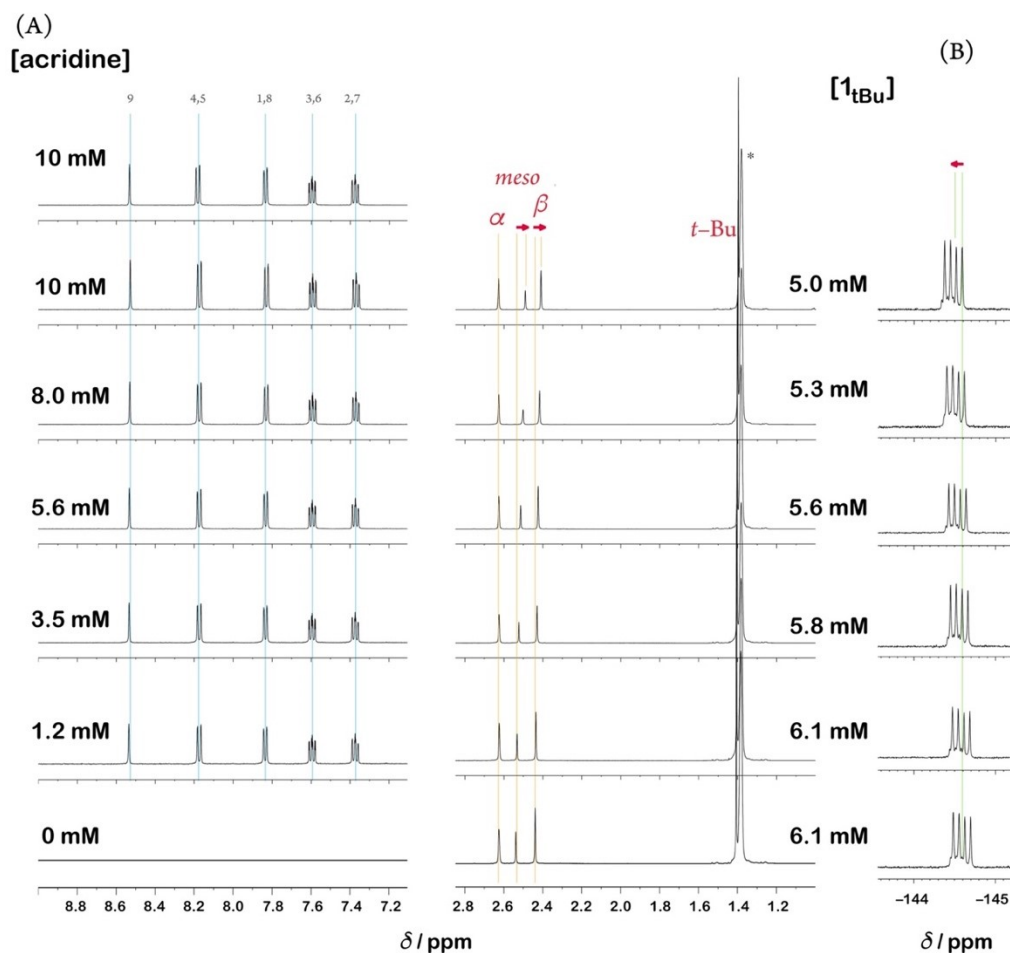 (A)
[acridine]
(B)
[1tBu]
9 4,5 1,8 3,6 2,7
10 mM
meso
α β
t–Bu
*
10 mM
5.0 mM
8.0 mM
5.3 mM
5.6 mM
5.6 mM
3.5 mM
5.8 mM
1.2 mM
6.1 mM
0 mM
6.1 mM
8.8 8.6 8.4 8.2 8.0 7.8 7.6 7.4
2.8 2.6 2.4 2.2 2.0 1.8 1.6 1.4 1.2
–144 –145
δ / ppm
δ / ppm